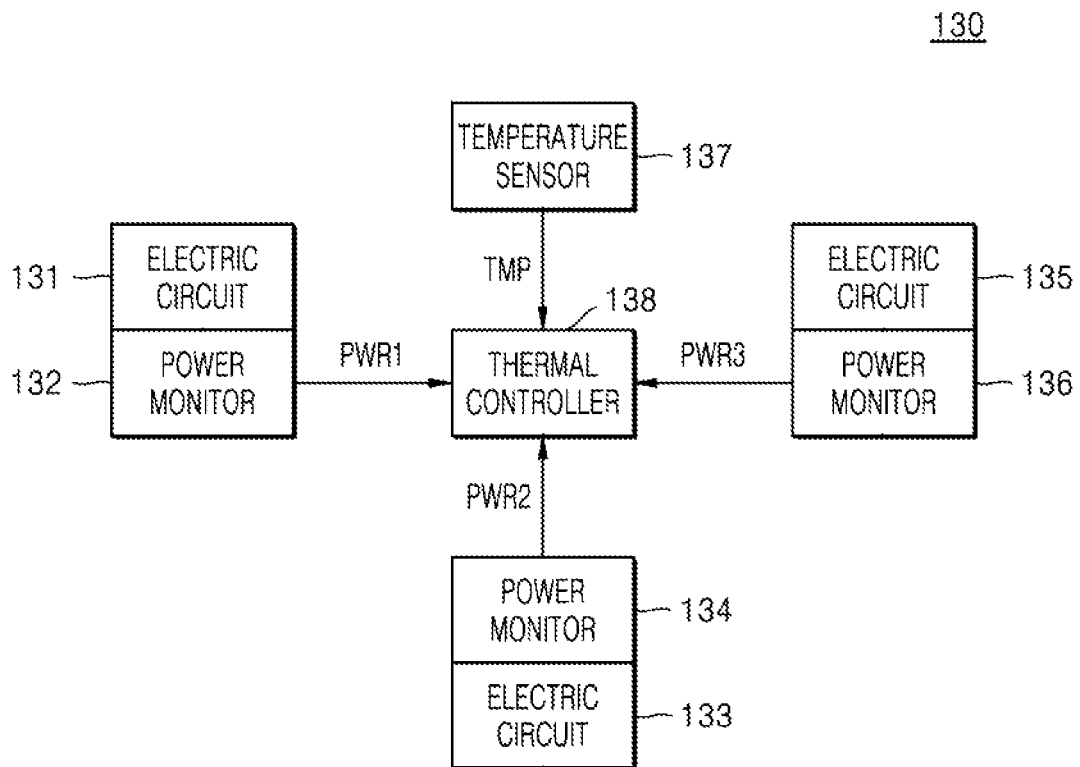 130
TEMPERATURE
SENSOR
137
TMP
131
ELECTRIC
CIRCUIT
132
POWER
MONITOR
PWR1
138
THERMAL
CONTROLLER
PWR3
ELECTRIC
CIRCUIT
135
POWER
MONITOR
136
PWR2
POWER
MONITOR
134
ELECTRIC
CIRCUIT
133